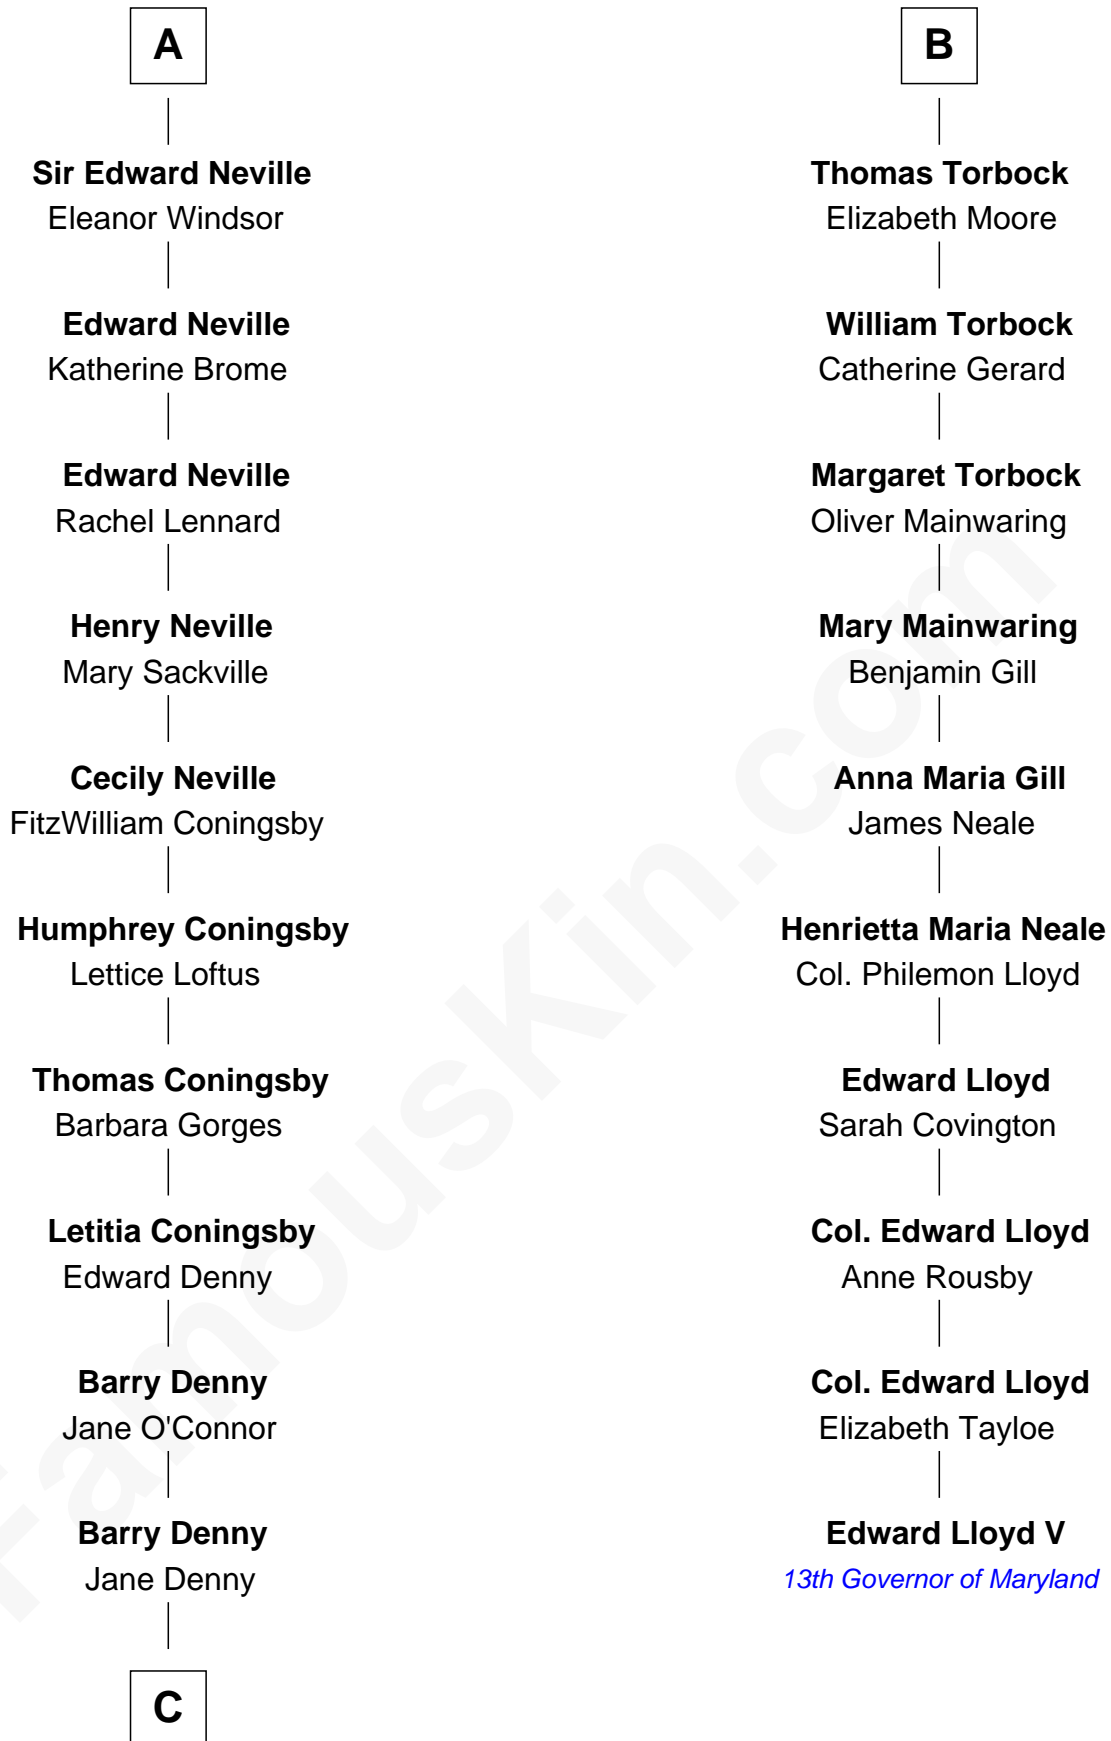 A
Sir Edward Neville
Eleanor Windsor
Edward Neville
Katherine Brome
Edward Neville
Rachel Lennard
Henry Neville
Mary Sackville
Cecily Neville
FitzWilliam Coningsby
Humphrey Coningsby
Lettice Loftus
Thomas Coningsby
Barbara Gorges
Letitia Coningsby
Edward Denny
Barry Denny
Jane O'Connor
Barry Denny
Jane Denny
C
B
Thomas Torbock
Elizabeth Moore
William Torbock
Catherine Gerard
Margaret Torbock
Oliver Mainwaring
Mary Mainwaring
Benjamin Gill
Anna Maria Gill
James Neale
Henrietta Maria Neale
Col. Philemon Lloyd
Edward Lloyd
Sarah Covington
Col. Edward Lloyd
Anne Rousby
Col. Edward Lloyd
Elizabeth Tayloe
Edward Lloyd V
13th Governor of Maryland
FamousKin.com